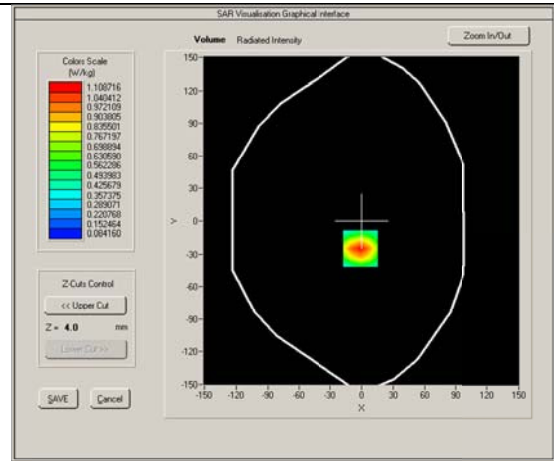 SAR Visualisation Graphical Interface
Volume Radiated Intensity
Zoom In/Out
Colors Scale
(W/kg)
1.108716
1.040412
0.972109
0.903805
0.835501
0.767197
0.698894
0.630590
0.562286
0.493983
0.425679
0.357375
0.289071
0.220768
0.152464
0.084160
Z-Cuts Control
<< Upper Cut
Z = 4.0 mm
Lower Cut >>
SAVE Cancel
150
120
90
60
30
0
-30
-60
-90
-120
-150
Y
-150 -120 -90 -60 -30 0 30 60 90 120 150
X